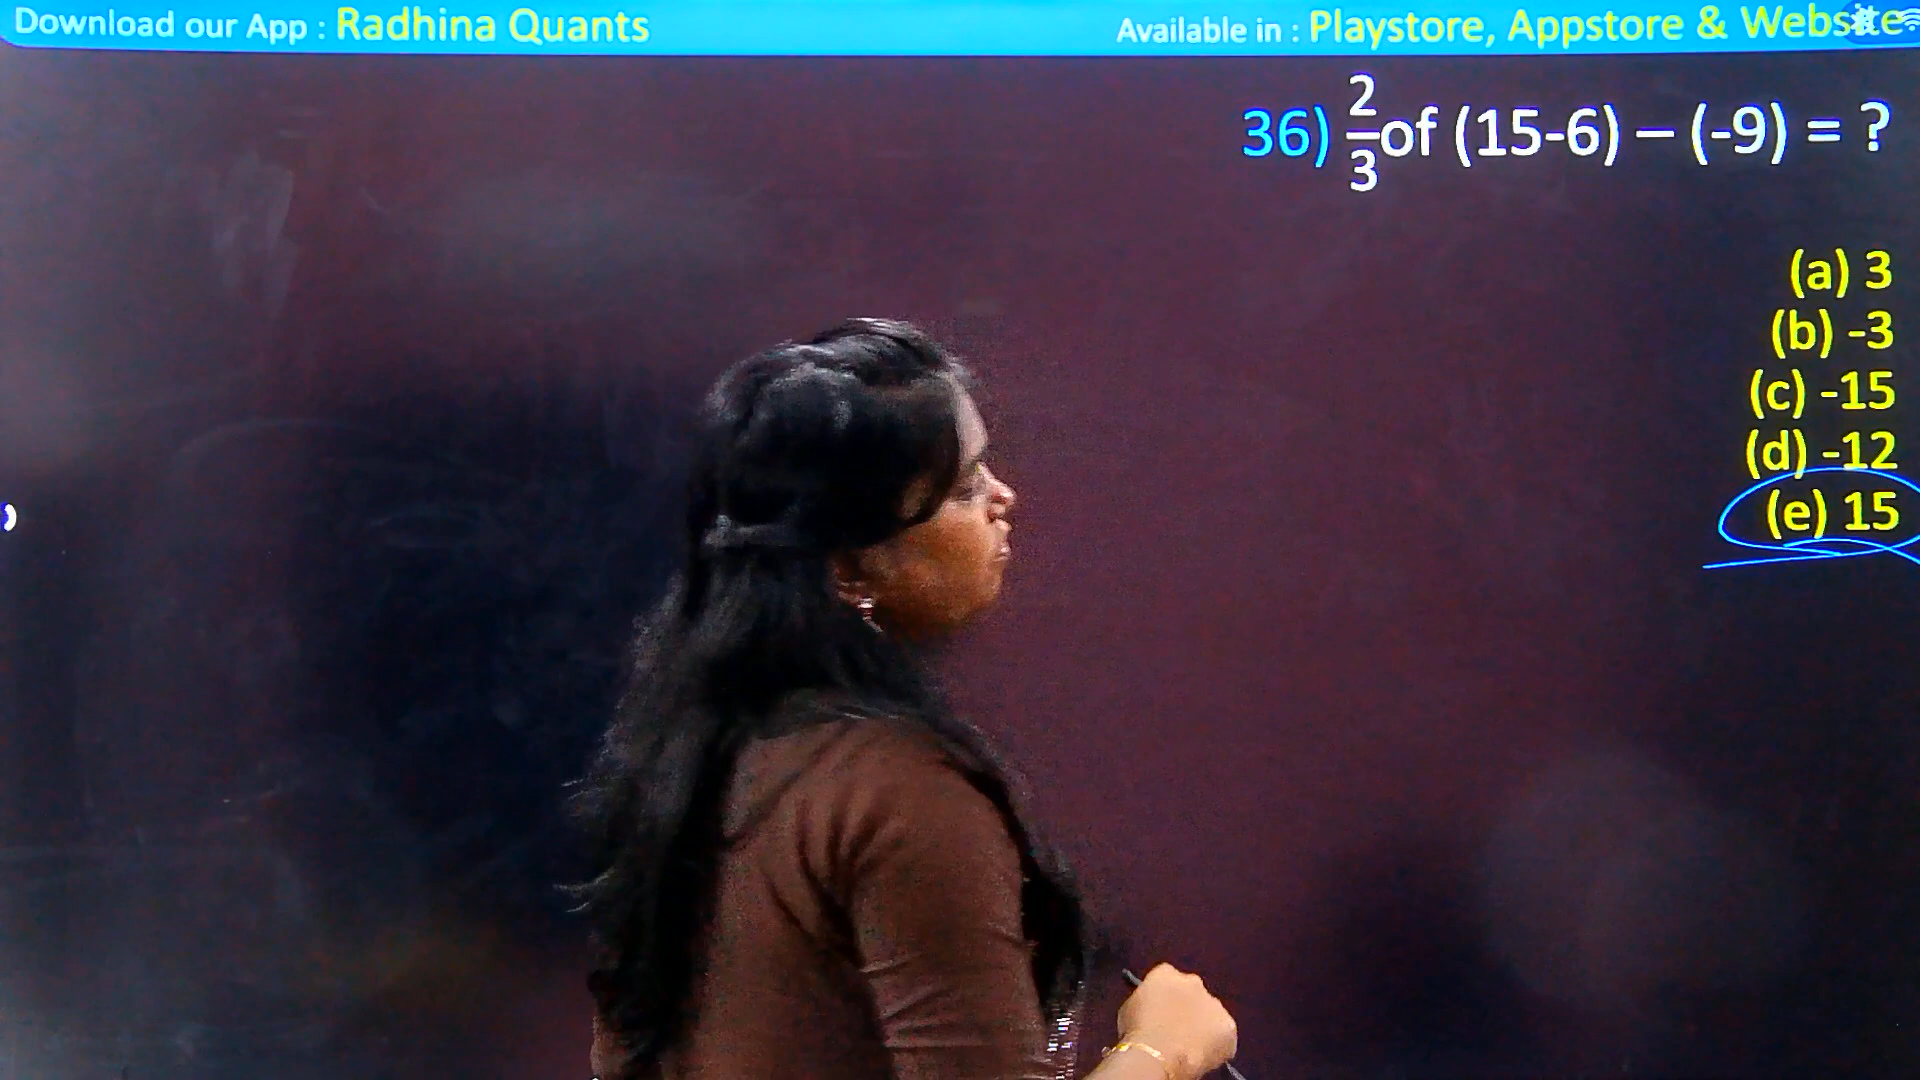 Download our App : Radhina Quants
Available in : Playstore, Appstore & Website
36) 2/3 of (15-6) – (-9) = ?
(a) 3
(b) -3
(c) -15
(d) -12
(e) 15